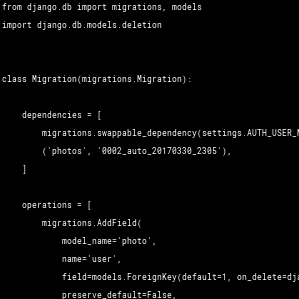 from django.db import migrations, models
import django.db.models.deletion
class Migration(migrations.Migration):
dependencies = [
migrations.swappable_dependency(settings.AUTH_USER_
('photos', '0002_auto_20170330_2305'),
]
operations = [
migrations.AddField(
model_name='photo',
name='user',
field=models.ForeignKey(default=1, on_delete=dja
preserve_default=False,